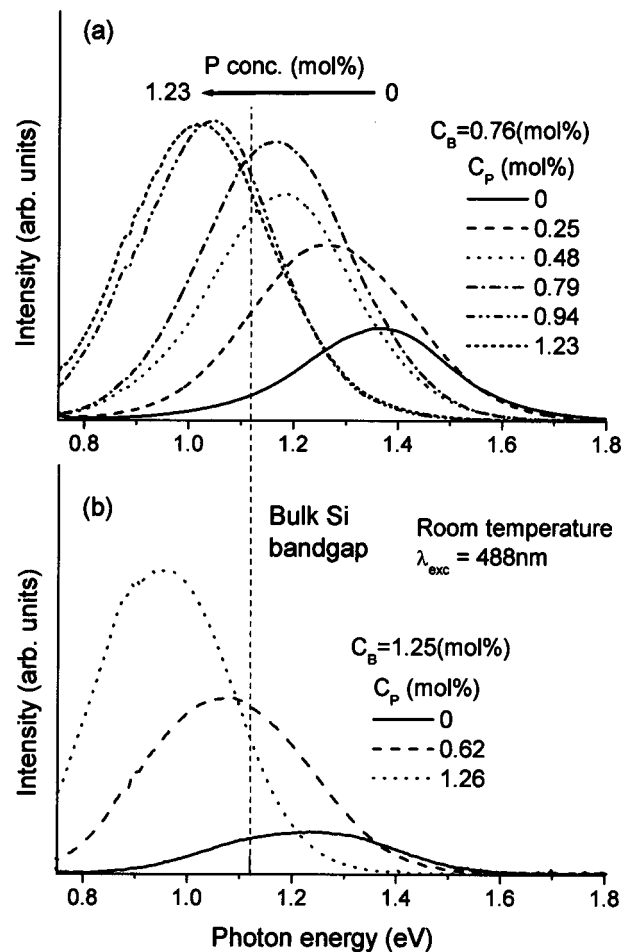 (a)
P conc. (mol%)
1.23 0
C_B=0.76(mol%)
C_P (mol%)
0
0.25
0.48
0.79
0.94
1.23
Intensity (arb. units)
0.8 1.0 1.2 1.4 1.6 1.8
(b)
Bulk Si
bandgap
Room temperature
λ_exc = 488nm
C_B=1.25(mol%)
C_P (mol%)
0
0.62
1.26
Intensity (arb. units)
0.8 1.0 1.2 1.4 1.6 1.8
Photon energy (eV)